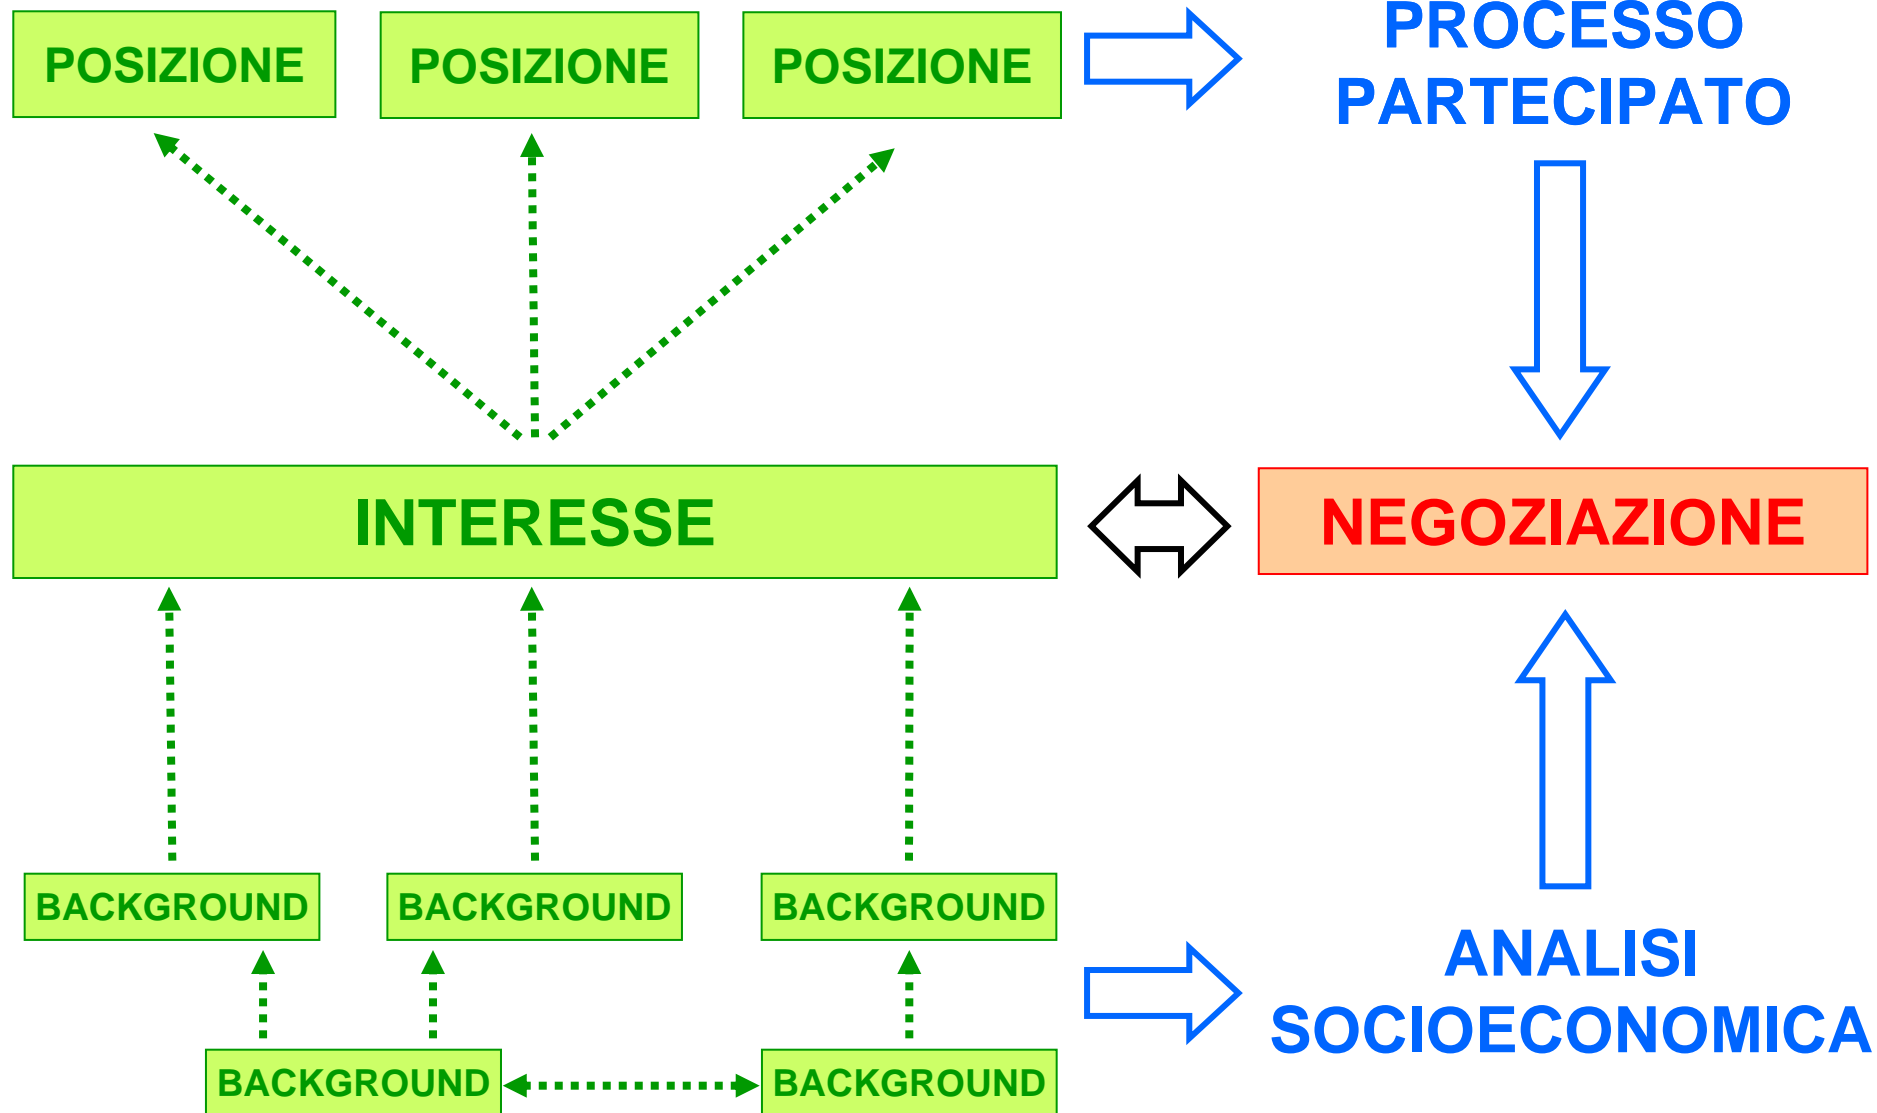 POSIZIONE
POSIZIONE
POSIZIONE
PROCESSO
PARTECIPATO
INTERESSE
NEGOZIAZIONE
BACKGROUND
BACKGROUND
BACKGROUND
ANALISI
SOCIOECONOMICA
BACKGROUND
BACKGROUND